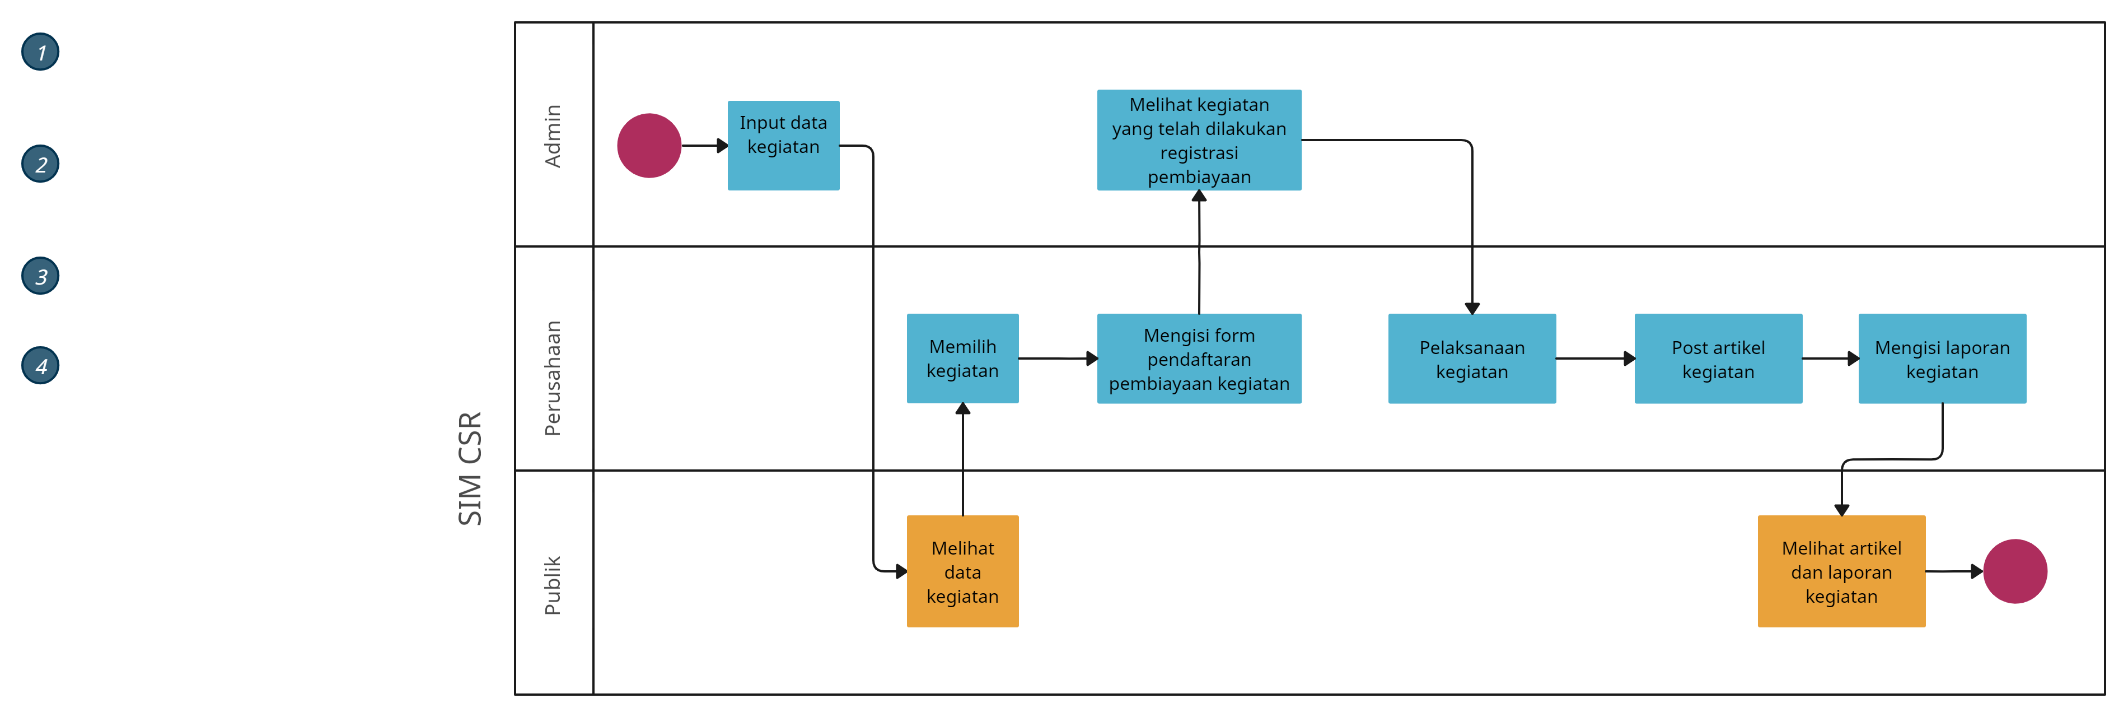 1
2
3
4
SIM CSR
Admin
Input data
kegiatan
Melihat kegiatan
yang telah dilakukan
registrasi
pembiayaan
Perusahaan
Memilih
kegiatan
Mengisi form
pendaftaran
pembiayaan kegiatan
Pelaksanaan
kegiatan
Post artikel
kegiatan
Mengisi laporan
kegiatan
Publik
Melihat
data
kegiatan
Melihat artikel
dan laporan
kegiatan